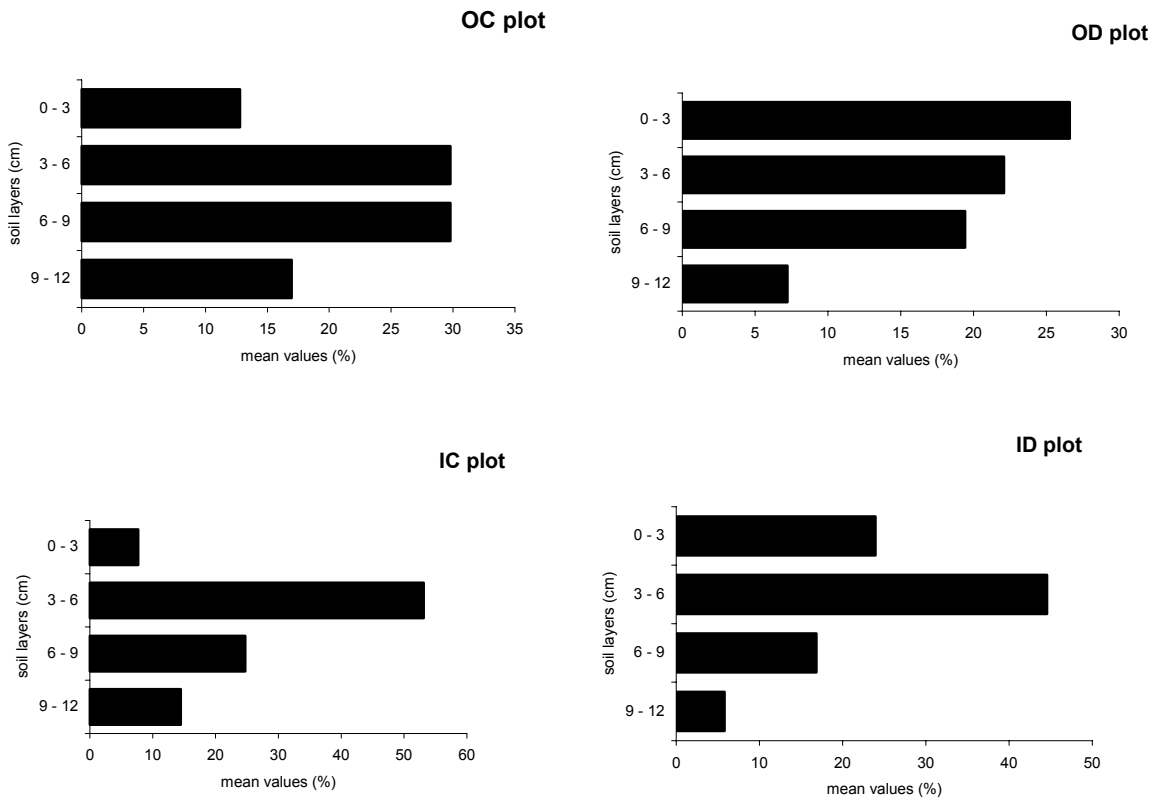 OC plot
soil layers (cm)
0 - 3
3 - 6
6 - 9
9 - 12
0 5 10 15 20 25 30 35
mean values (%)
OD plot
soil layers (cm)
0 - 3
3 - 6
6 - 9
9 - 12
0 5 10 15 20 25 30
mean values (%)
IC plot
soil layers (cm)
0 - 3
3 - 6
6 - 9
9 - 12
0 10 20 30 40 50 60
mean values (%)
ID plot
soil layers (cm)
0 - 3
3 - 6
6 - 9
9 - 12
0 10 20 30 40 50
mean values (%)